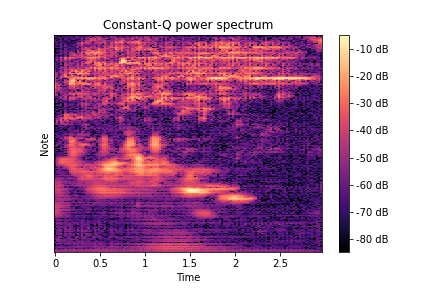 Constant-Q power spectrum
-10 dB
-20 dB
-30 dB
-40 dB
-50 dB
-60 dB
-70 dB
-80 dB
Note
0
0.5
1
1.5
2
2.5
Time